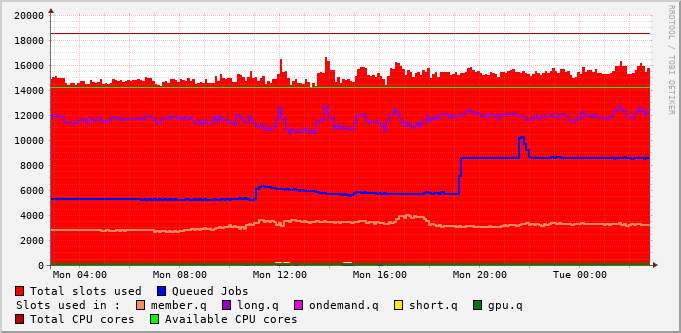 RRDTOOL / TOBI OETIKER
20000
18000
16000
14000
12000
10000
8000
6000
4000
2000
0
Mon 04:00 Mon 08:00 Mon 12:00 Mon 16:00 Mon 20:00 Tue 00:00
Total slots used Queued Jobs
Slots used in : member.q long.q ondemand.q short.q gpu.q
Total CPU cores Available CPU cores